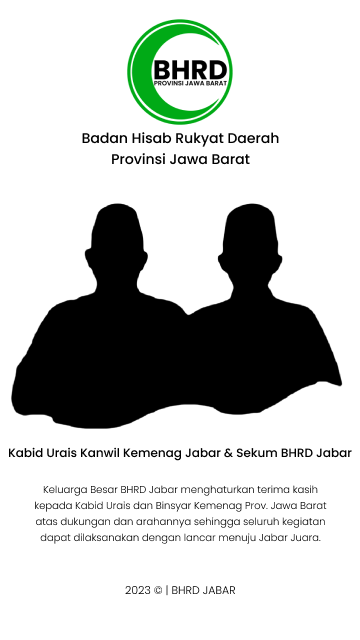 BHRD
PROVINSI JAWA BARAT
Badan Hisab Rukyat Daerah
Provinsi Jawa Barat
Kabid Urais Kanwil Kemenag Jabar & Sekum BHRD Jabar
Keluarga Besar BHRD Jabar menghaturkan terima kasih
kepada Kabid Urais dan Binsyar Kemenag Prov. Jawa Barat
atas dukungan dan arahannya sehingga seluruh kegiatan
dapat dilaksanakan dengan lancar menuju Jabar Juara.
2023 © | BHRD JABAR